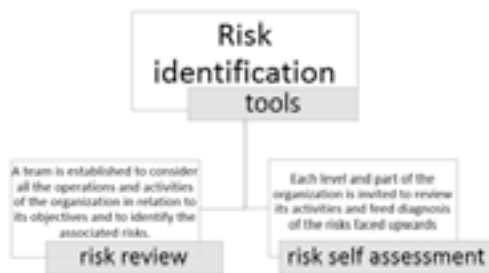 Risk
identification
tools
A team is established to consider
all the operations and activities
of the organization in relation to
its objectives and to identify the
associated risks.
risk review
Each level and part of the
organization is invited to review
its activities and feed diagnosis
of the risks faced upwards
risk self assessment